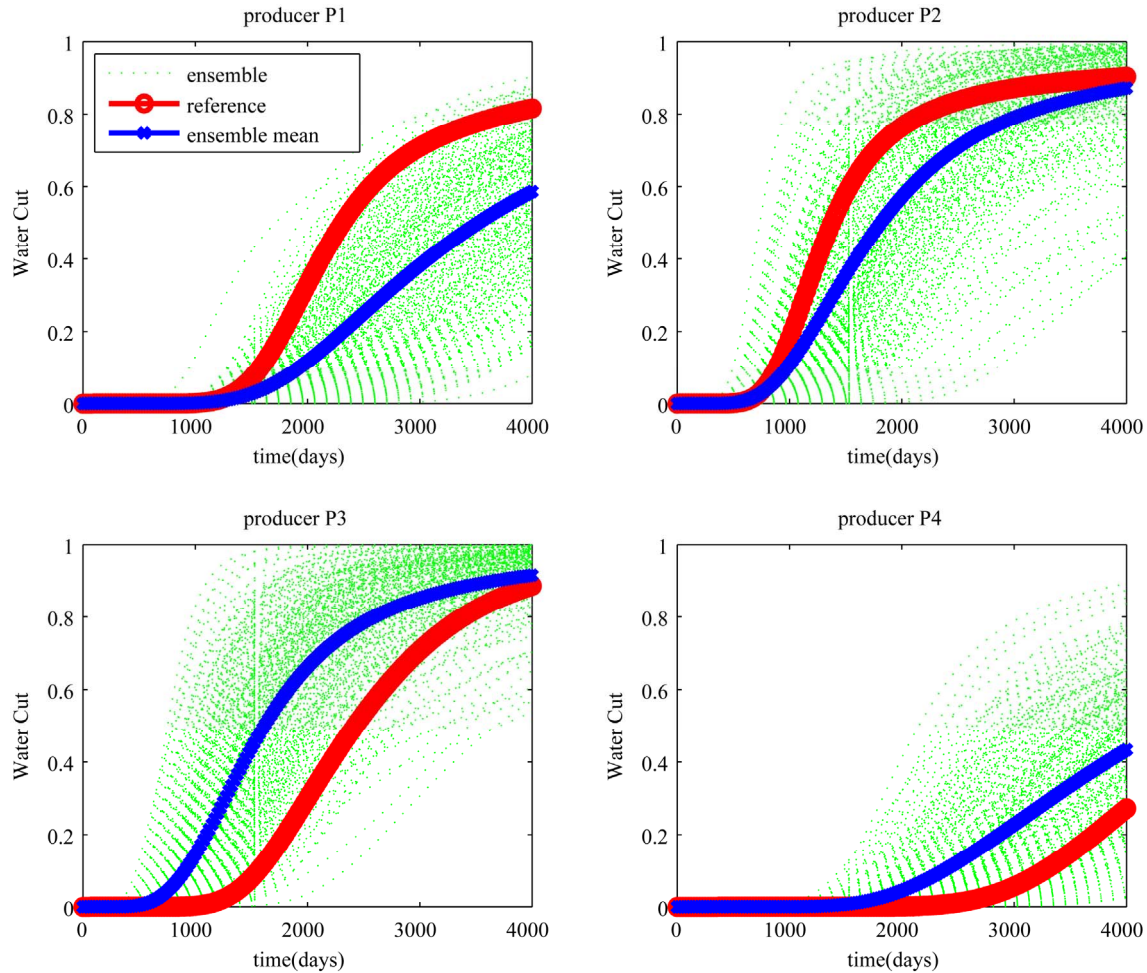 producer P1
1
0.8
0.6
0.4
0.2
0
Water Cut
ensemble
reference
ensemble mean
0 1000 2000 3000 4000
time(days)
producer P2
1
0.8
0.6
0.4
0.2
0
Water Cut
0 1000 2000 3000 4000
time(days)
producer P3
1
0.8
0.6
0.4
0.2
0
Water Cut
0 1000 2000 3000 4000
time(days)
producer P4
1
0.8
0.6
0.4
0.2
0
Water Cut
0 1000 2000 3000 4000
time(days)